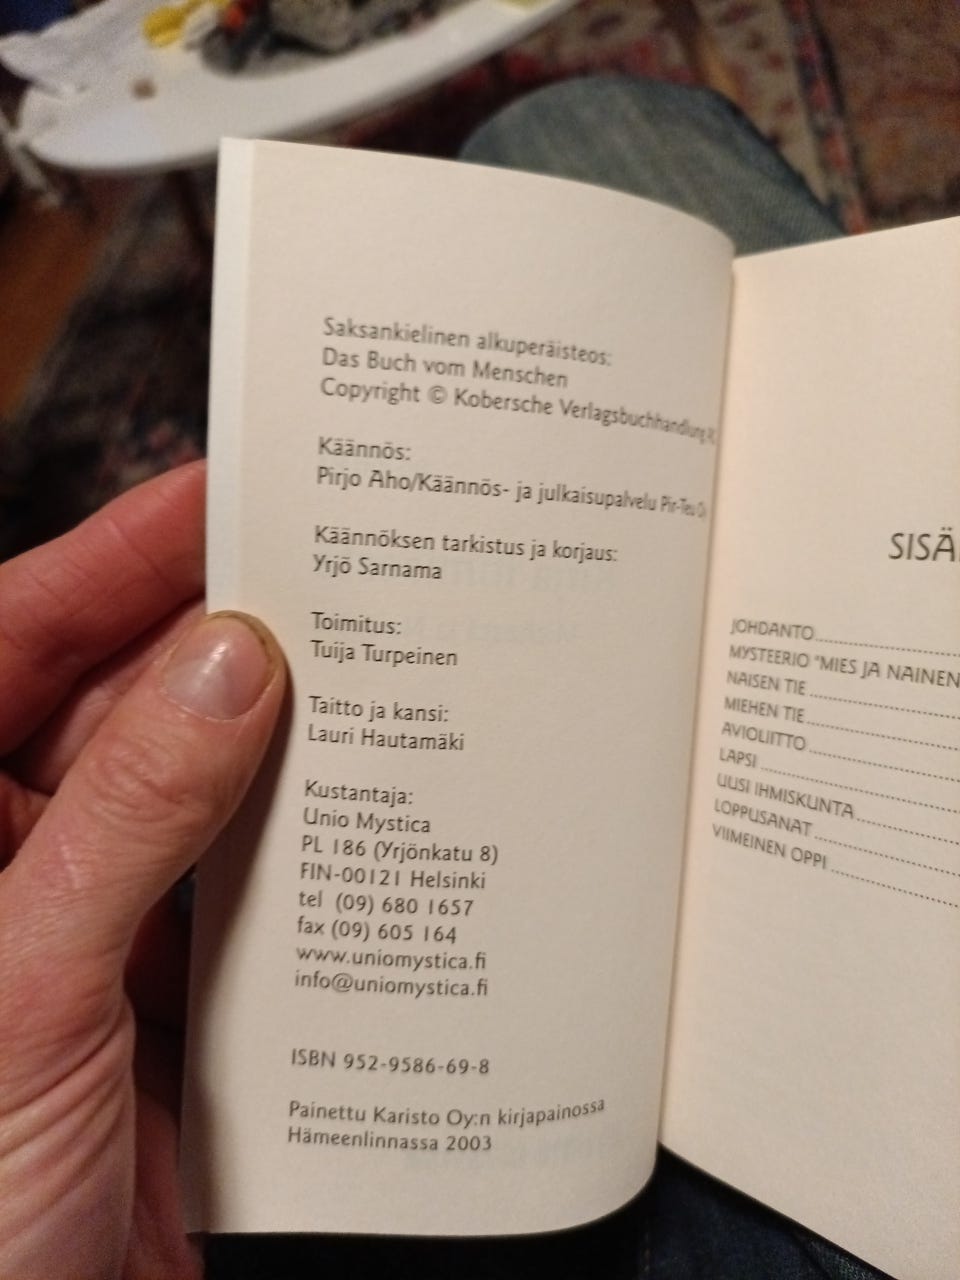 Saksankielinen alkuperäisteos:
Das Buch vom Menschen
Copyright © Kobersche Verlagsbuchhandlung
Käännös:
Pirjo Aho/Käännös- ja julkaisupalvelu Pir-Teu
Käännöksen tarkistus ja korjaus:
Yrjö Sarnama
Toimitus:
Tuija Turpeinen
Taitto ja kansi:
Lauri Hautamäki
Kustantaja:
Unio Mystica
PL 186 (Yrjönkatu 8)
FIN-00121 Helsinki
tel (09) 680 1657
fax (09) 605 164
www.uniomystica.fi
info@uniomystica.fi
ISBN 952-9586-69-8
Painettu Karisto Oy:n kirjapainossa
Hämeenlinnassa 2003
SISÄ
JOHDANTO
MYSTEERIO "MIES JA NAINEN
NAISEN TIE
MIEHEN TIE
AVIOLIITTO
LAPSI
UUSI IHMISKUNTA
LOPPUSANAT
VIIMEINEN OPPI